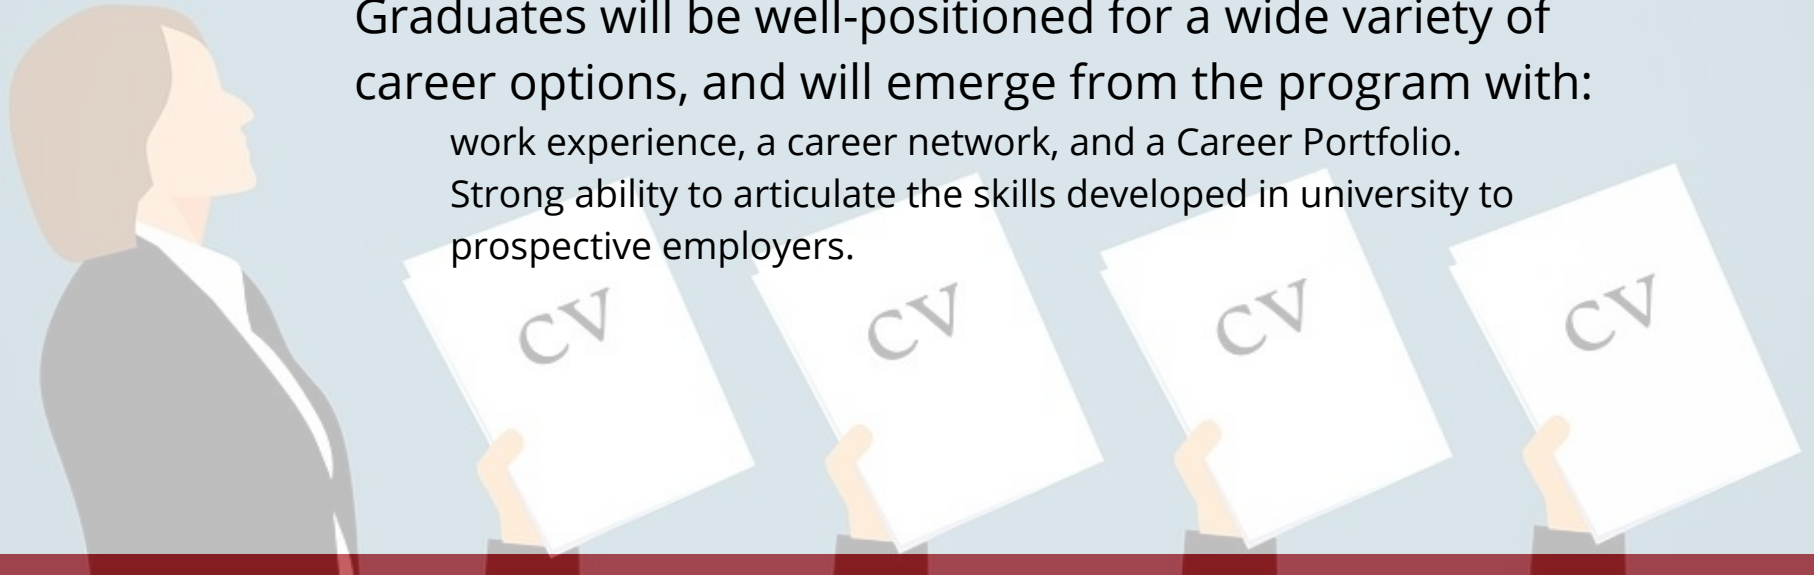 Graduates will be well-positioned for a wide variety of
career options, and will emerge from the program with:
work experience, a career network, and a Career Portfolio.
Strong ability to articulate the skills developed in university to
prospective employers.
CV
CV
CV
CV